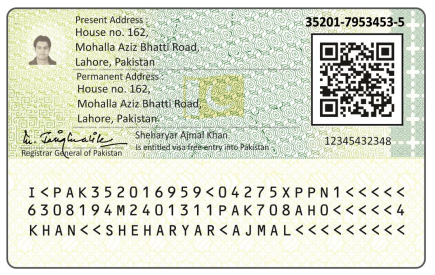 Present Address :
House no. 162,
Mohalla Aziz Bhatti Road,
Lahore, Pakistan
Permanent Address :
House no. 162,
Mohalla Aziz Bhatti Road,
Lahore, Pakistan
Registrar General of Pakistan
Sheharyar Ajmal Khan
Is entitled visa free entry into Pakistan
35201-7953453-5
12345432348
I<PAK352016959<04275XPPN1<<<<<
6308194M2401311PAK708AHO<<<<<4
KHAN<<SHEHARYAR<AJMAL<<<<<<<<<